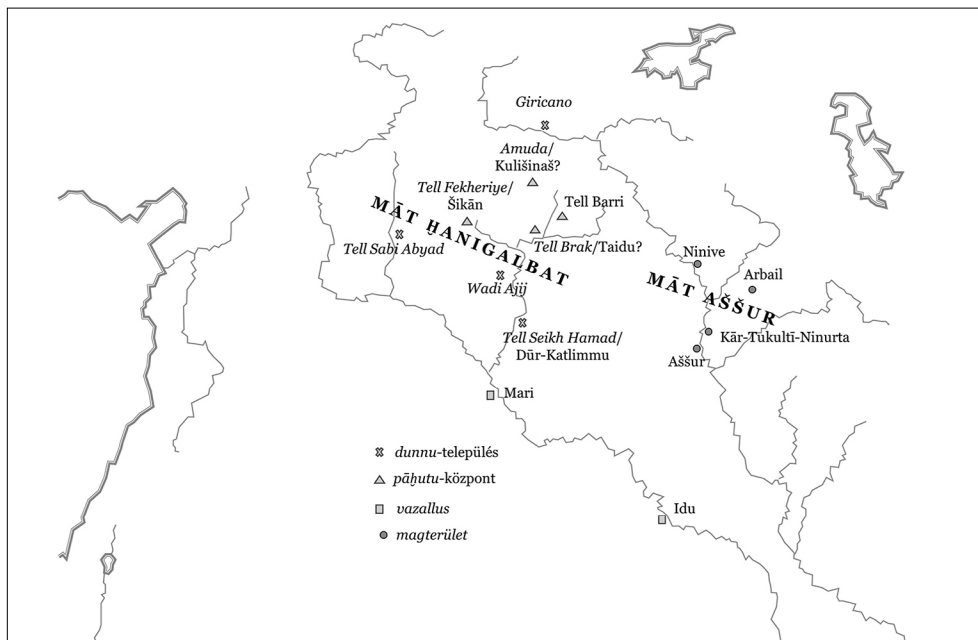 Giricano
Amuda/
Kulišinaš?
Tell Fekheriye/
Šikān
Tell Barri
MĀT ḪANIGALBAT
Tell Sabi Abyad
Tell Brak/Taidu?
Ninive
Arbail
MĀT AŠŠUR
Wadi Ajij
Tell Seikh Hamad/
Dūr-Katlimmu
Kār-Tukultī-Ninurta
Aššur
Mari
dunnu-település
pāḫutu-központ
vazallus
magterület
Idu